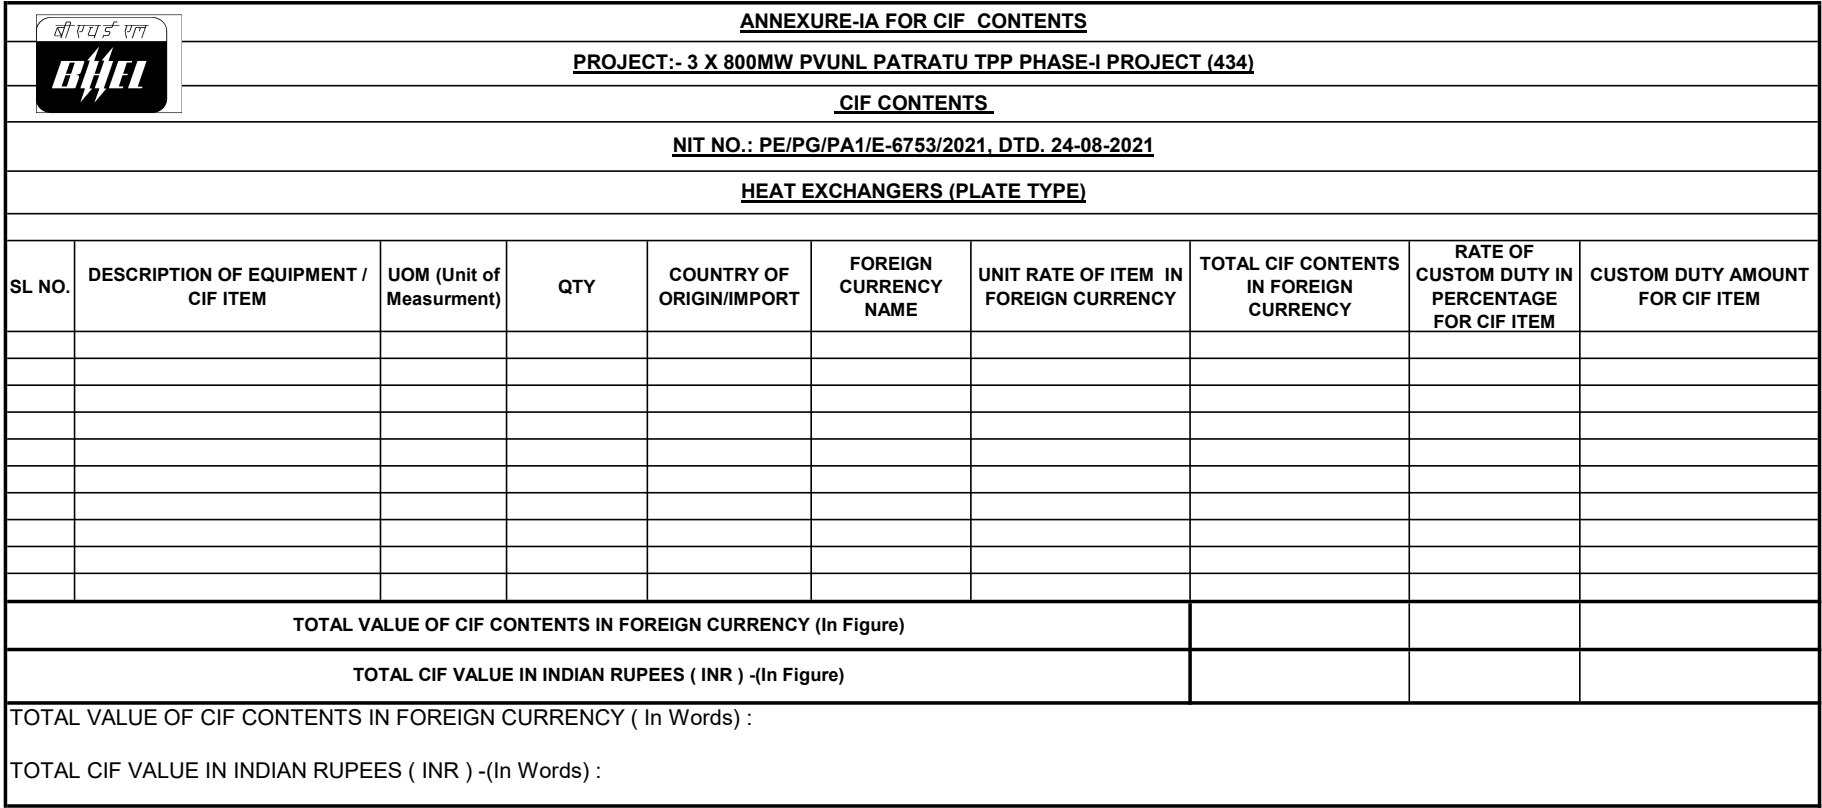 बी एच ई एल
BHEL
ANNEXURE-IA FOR CIF CONTENTS
PROJECT:- 3 X 800MW PVUNL PATRATU TPP PHASE-I PROJECT (434)
CIF CONTENTS
NIT NO.: PE/PG/PA1/E-6753/2021, DTD. 24-08-2021
HEAT EXCHANGERS (PLATE TYPE)
SL NO.
DESCRIPTION OF EQUIPMENT /
CIF ITEM
UOM (Unit of
Measurment)
QTY
COUNTRY OF
ORIGIN/IMPORT
FOREIGN
CURRENCY
NAME
UNIT RATE OF ITEM IN
FOREIGN CURRENCY
TOTAL CIF CONTENTS
IN FOREIGN
CURRENCY
RATE OF
CUSTOM DUTY IN
PERCENTAGE
FOR CIF ITEM
CUSTOM DUTY AMOUNT
FOR CIF ITEM
TOTAL VALUE OF CIF CONTENTS IN FOREIGN CURRENCY (In Figure)
TOTAL CIF VALUE IN INDIAN RUPEES ( INR ) -(In Figure)
TOTAL VALUE OF CIF CONTENTS IN FOREIGN CURRENCY ( In Words) :
TOTAL CIF VALUE IN INDIAN RUPEES ( INR ) -(In Words) :